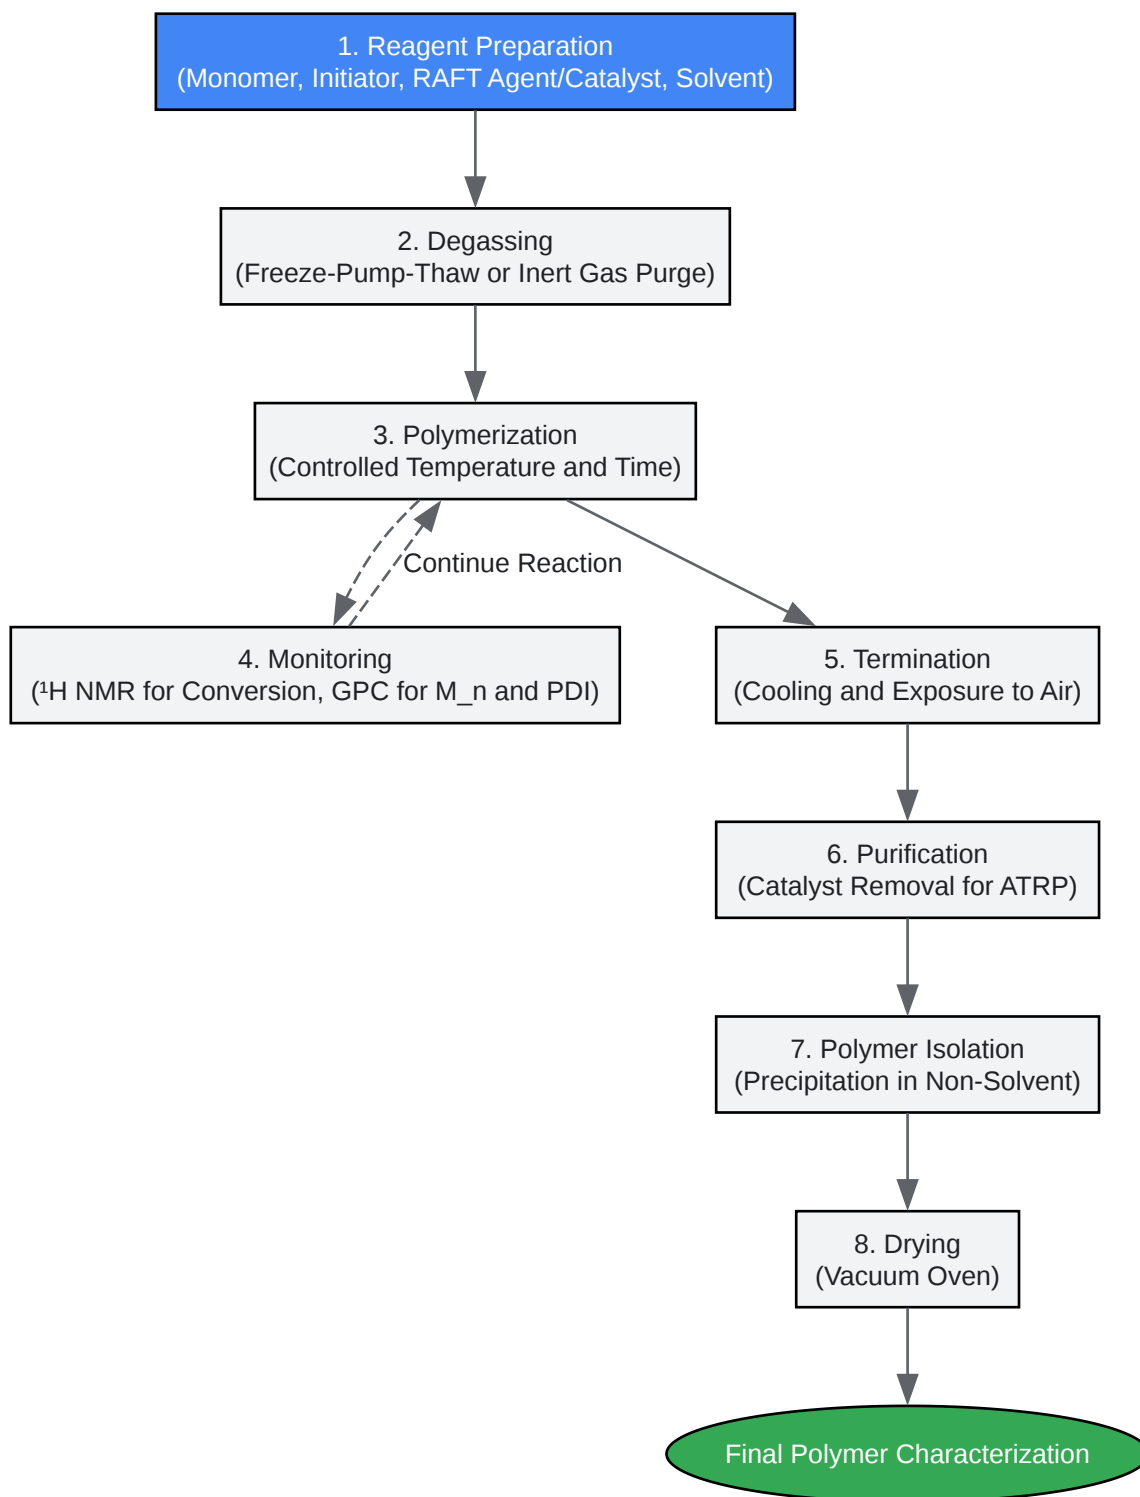 1. Reagent Preparation
(Monomer, Initiator, RAFT Agent/Catalyst, Solvent)
2. Degassing
(Freeze-Pump-Thaw or Inert Gas Purge)
3. Polymerization
(Controlled Temperature and Time)
Continue Reaction
4. Monitoring
(¹H NMR for Conversion, GPC for M_n and PDI)
5. Termination
(Cooling and Exposure to Air)
6. Purification
(Catalyst Removal for ATRP)
7. Polymer Isolation
(Precipitation in Non-Solvent)
8. Drying
(Vacuum Oven)
Final Polymer Characterization